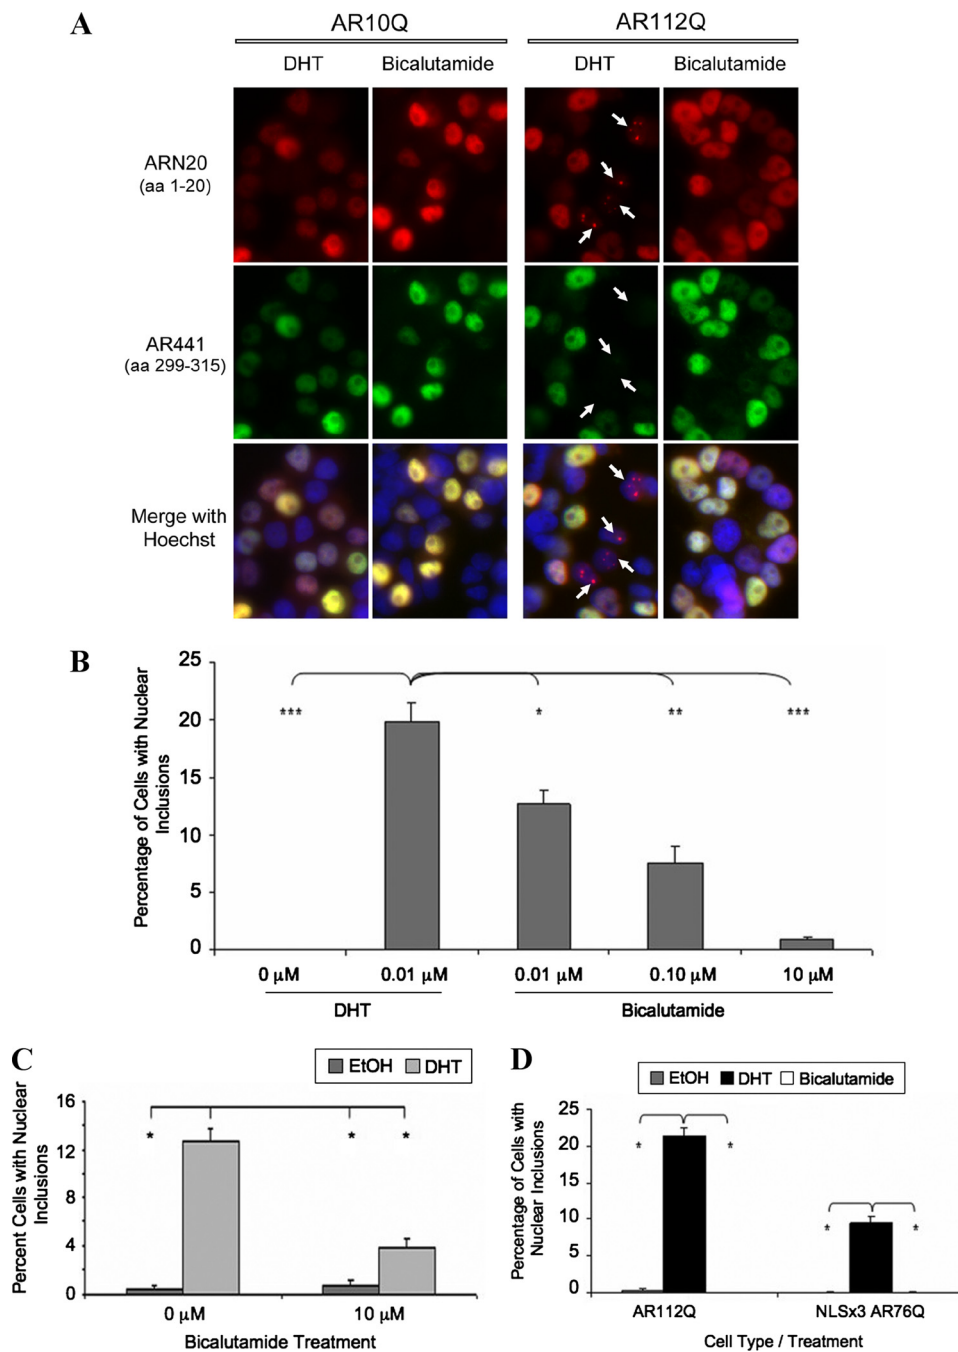 A
AR10Q
AR112Q
DHT
Bicalutamide
DHT
Bicalutamide
ARN20
(aa 1-20)
AR441
(aa 299-315)
Merge with
Hoechst
B
Percentage of Cells with Nuclear
Inclusions
25
20
15
10
5
0
***
*
**
***
0 µM
0.01 µM
0.01 µM
0.10 µM
10 µM
DHT
Bicalutamide
C
EtOH
DHT
Percent Cells with Nuclear
Inclusions
16
12
8
4
0
*
*
*
0 µM
10 µM
Bicalutamide Treatment
D
EtOH
DHT
Bicalutamide
Percentage of Cells with
Nuclear Inclusions
25
20
15
10
5
0
*
*
*
*
AR112Q
NLSx3 AR76Q
Cell Type / Treatment